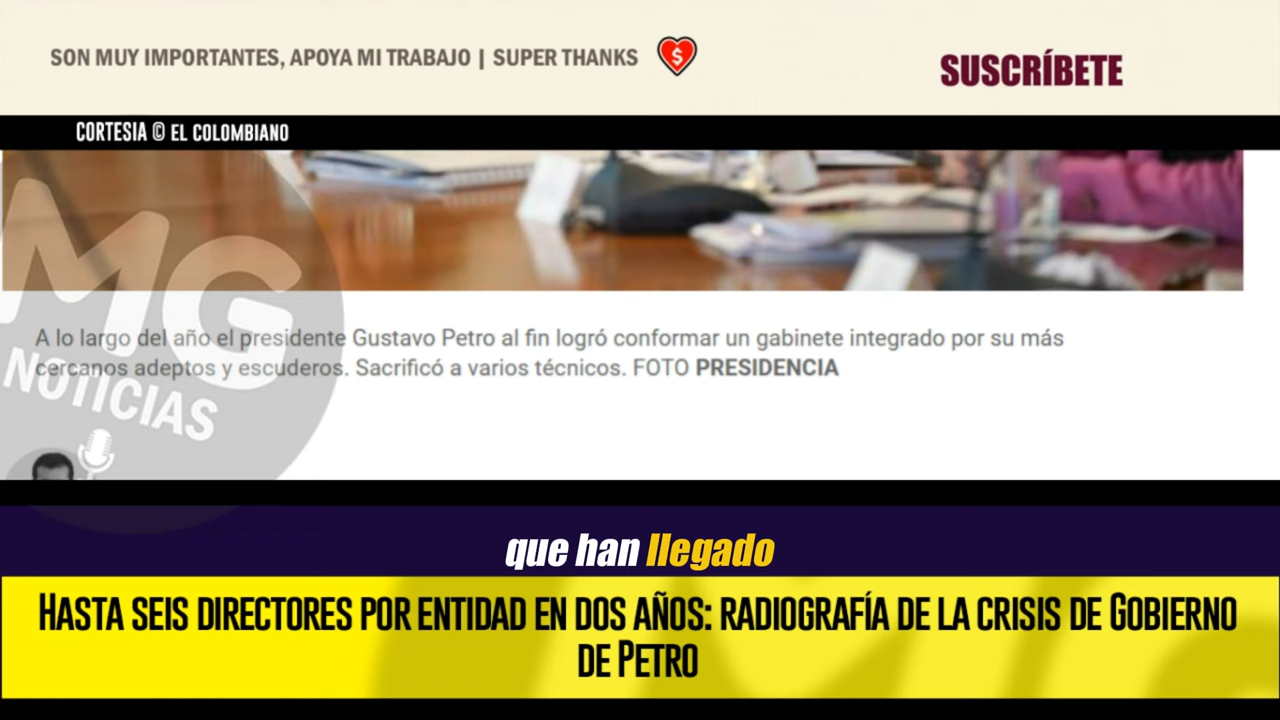 SON MUY IMPORTANTES, APOYA MI TRABAJO | SUPER THANKS
$
SUSCRÍBETE
CORTESIA © EL COLOMBIANO
MG
NOTICIAS
A lo largo del año el presidente Gustavo Petro al fin logró conformar un gabinete integrado por su más
cercanos adeptos y escuderos. Sacrificó a varios técnicos. FOTO PRESIDENCIA
que han llegado
HASTA SEIS DIRECTORES POR ENTIDAD EN DOS AÑOS: RADIOGRAFÍA DE LA CRISIS DE GOBIERNO
DE PETRO